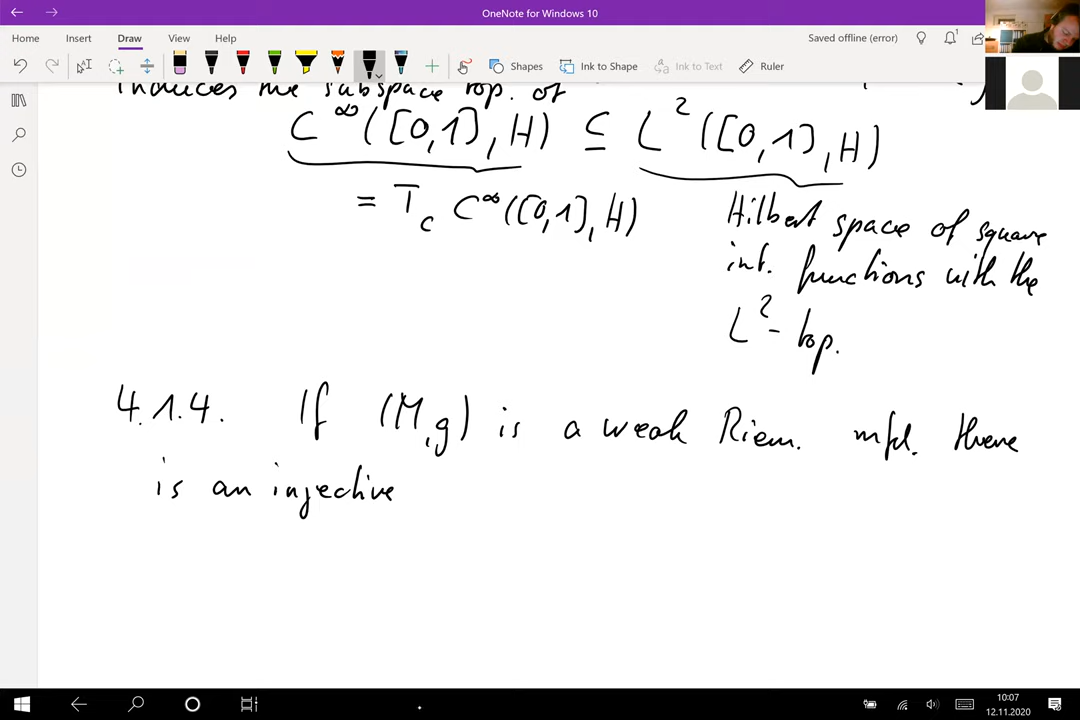 OneNote for Windows 10
Home Insert Draw View Help
Saved offline (error)
Shapes Ink to Shape Ink to Text Ruler
induces the subspace top. of
C^∞([0,1],H) ⊆ L^2([0,1],H)
= T_c C^∞([0,1],H)
Hilbert space of square
int. functions with the
L^2- top.
4.1.4. If (M,g) is a weak Riem. mfd. there
is an injective
10:07
12.11.2020